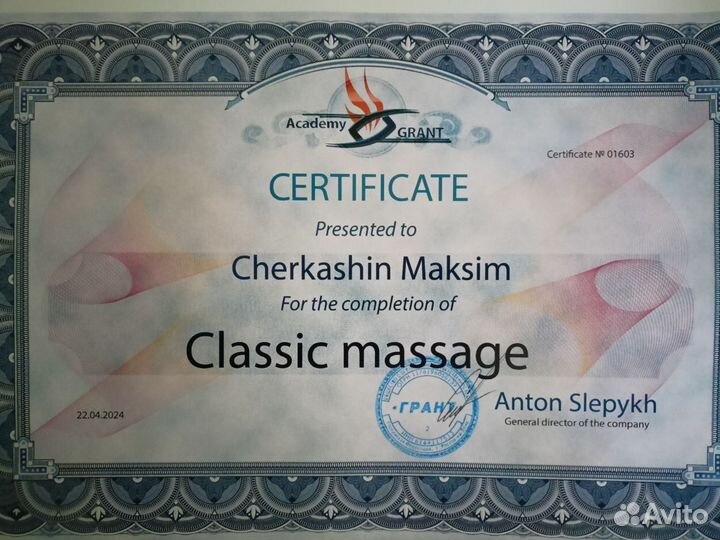 Academy GRANT
Certificate № 01603
CERTIFICATE
Presented to
Cherkashin Maksim
For the completion of
Classic massage
22.04.2024
·ГРАНТ·
2
Anton Slepykh
General director of the company
Avito